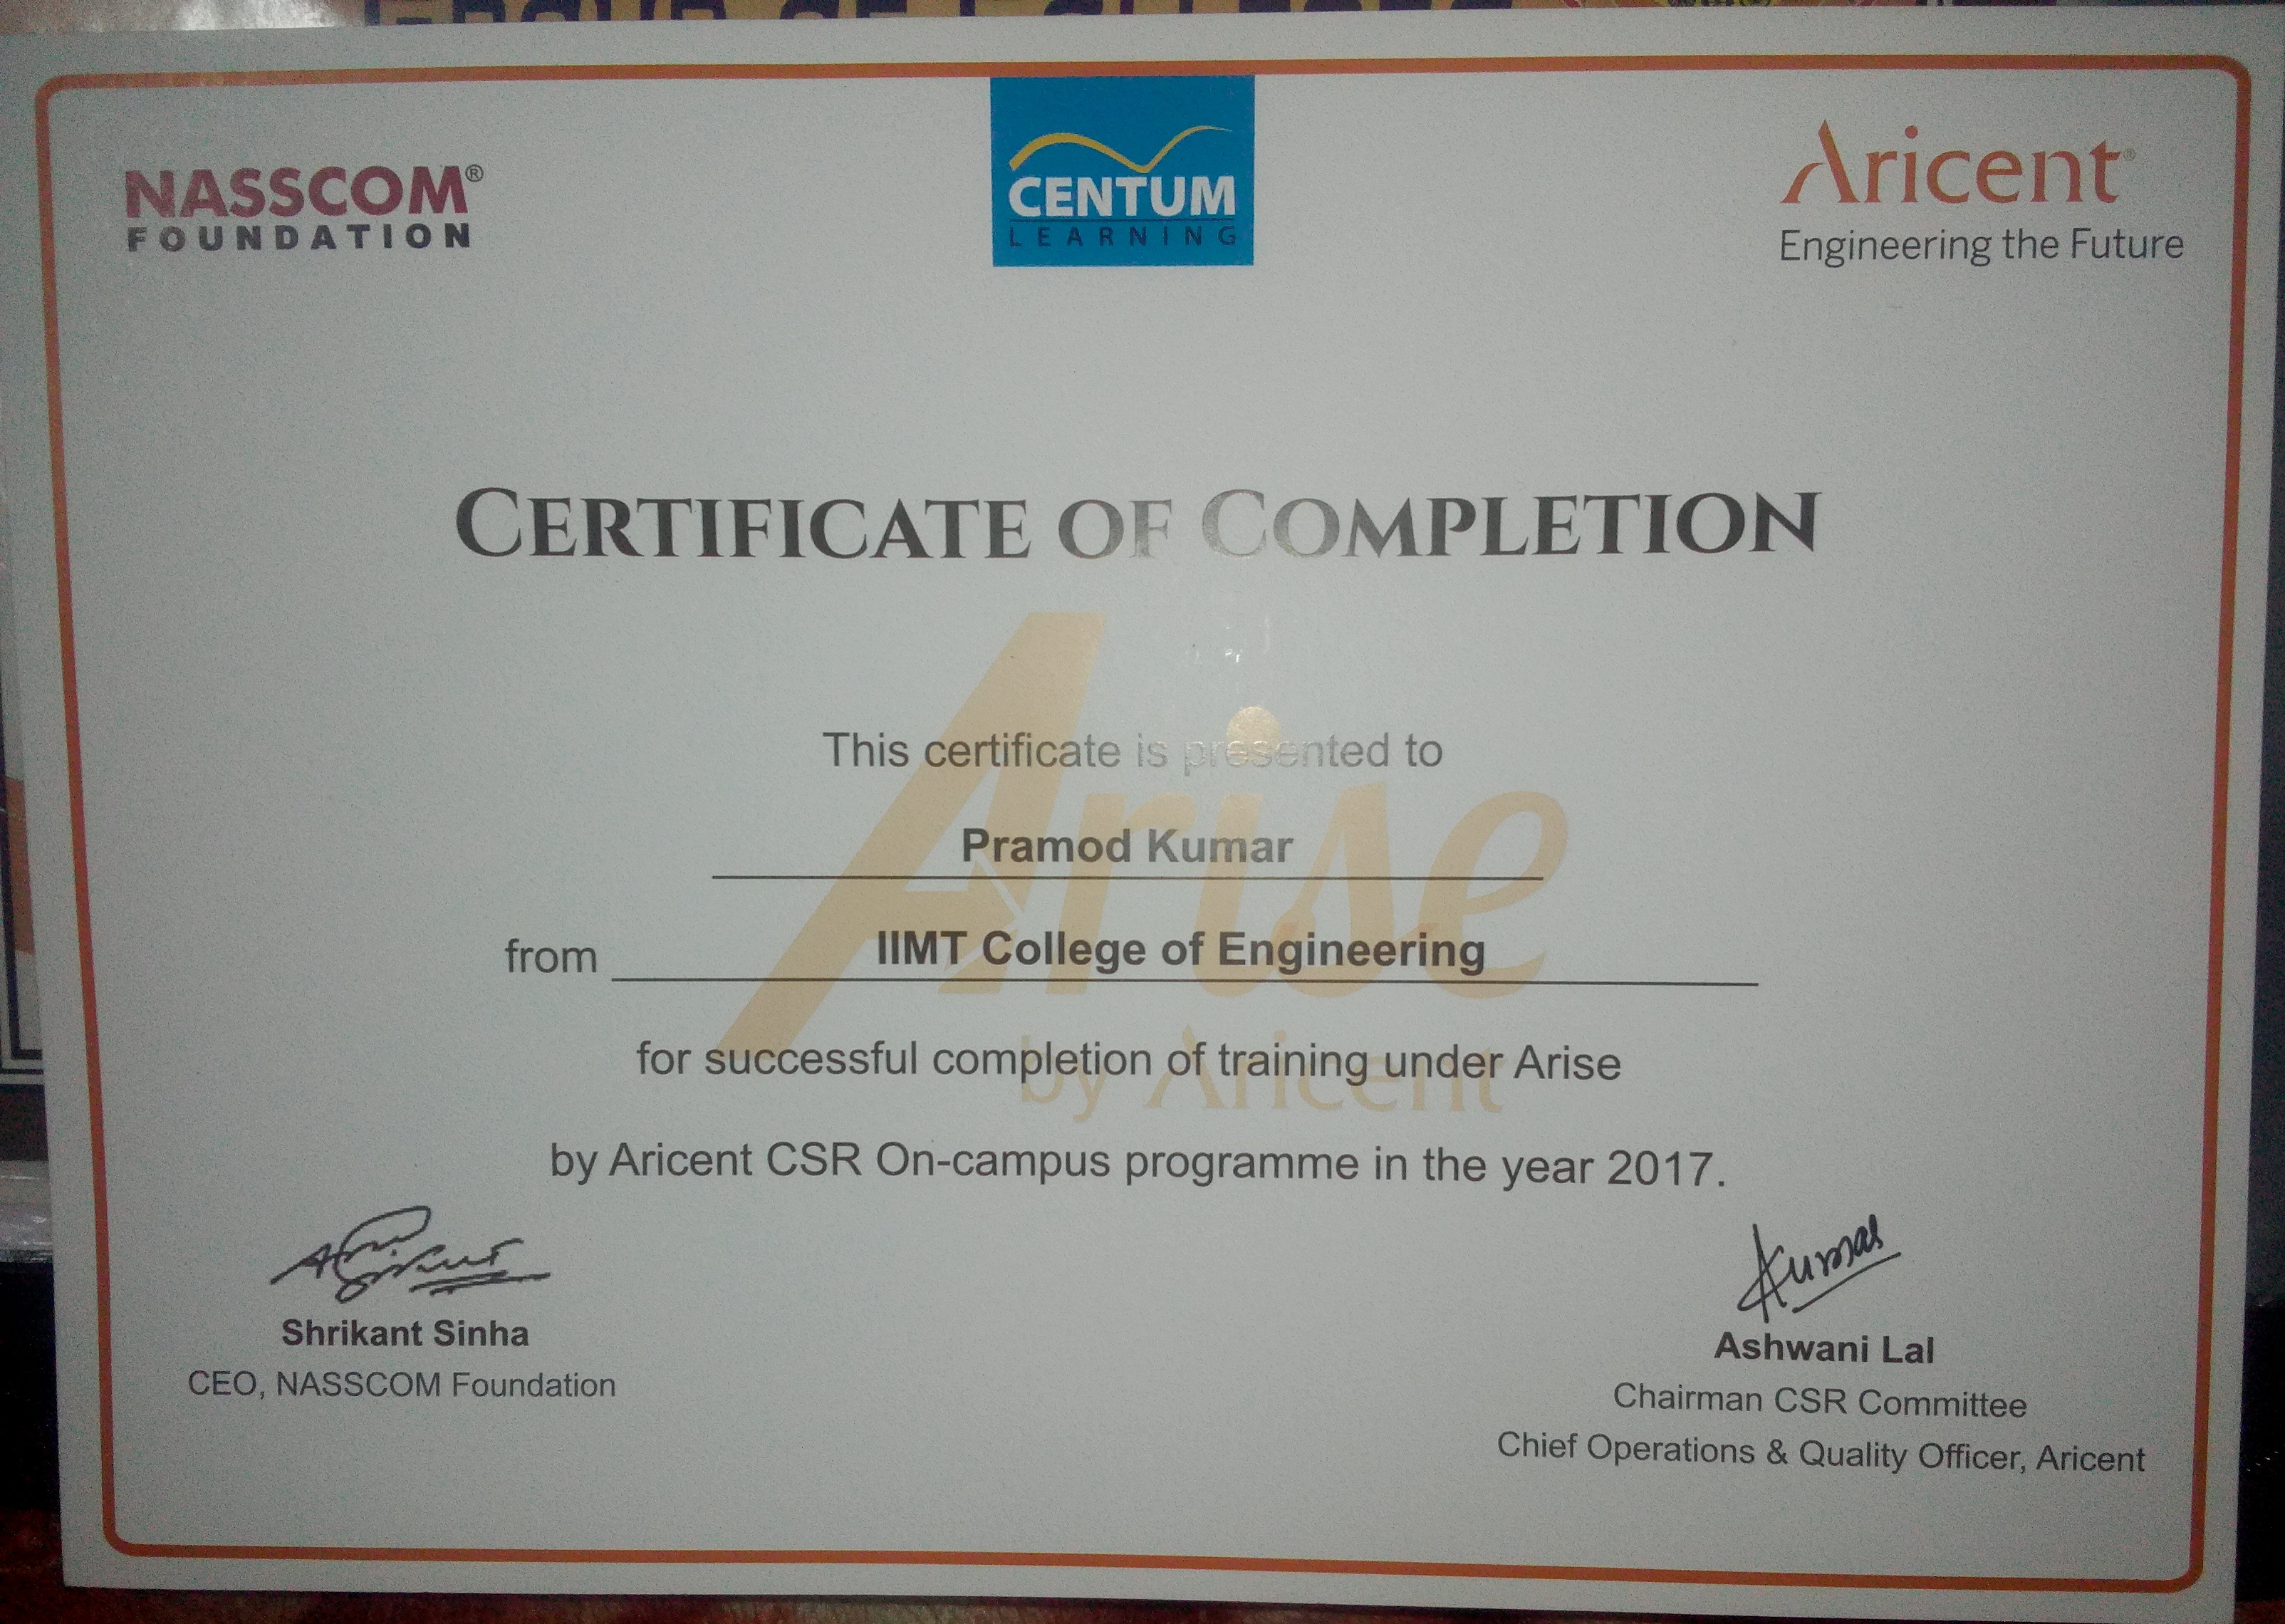 NASSCOM®
FOUNDATION
CENTUM
LEARNING
Aricent®
Engineering the Future
CERTIFICATE OF COMPLETION
This certificate is presented to
Pramod Kumar
from IIMT College of Engineering
for successful completion of training under Arise
by Aricent CSR On-campus programme in the year 2017.
Arise
by Aricent
Kumar
Shrikant Sinha
CEO, NASSCOM Foundation
Ashwani Lal
Chairman CSR Committee
Chief Operations & Quality Officer, Aricent